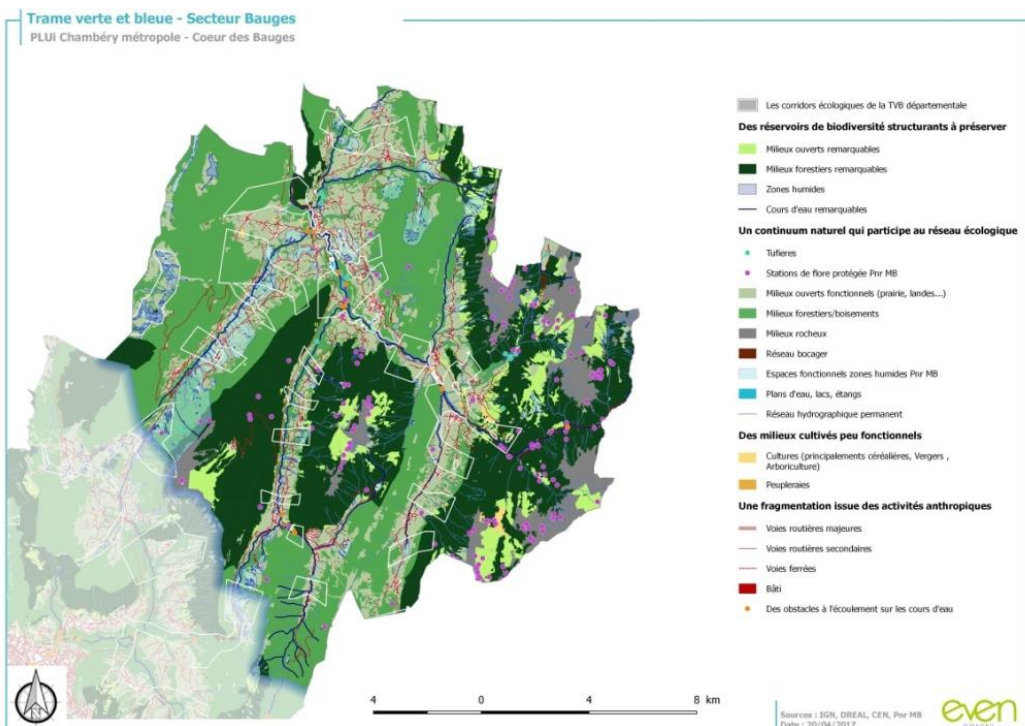 Trame verte et bleue - Secteur Bauges
PLUi Chambéry métropole - Coeur des Bauges
Les corridors écologiques de la TVB départementale
Des réservoirs de biodiversité structurants à préserver
Milieux ouverts remarquables
Milieux forestiers remarquables
Zones humides
Cours d'eau remarquables
Un continuum naturel qui participe au réseau écologique
Tufieres
Stations de flore protégée Pnr MB
Milieux ouverts fonctionnels (prairie, landes...)
Milieux forestiers/boisements
Milieux rocheux
Réseau bocager
Espaces fonctionnels zones humides Pnr MB
Plans d'eau, lacs, étangs
Réseau hydrographique permanent
Des milieux cultivés peu fonctionnels
Cultures (principalements céréalières, Vergers ,
Arboriculture)
Peupleraies
Une fragmentation issue des activités anthropiques
Voies routières majeures
Voies routières secondaires
Voies ferrées
Bâti
Des obstacles à l'écoulement sur les cours d'eau
4 0 4 8 km
Sources : IGN, DREAL, CEN, Pnr MB
Date : 20/04/2017
even